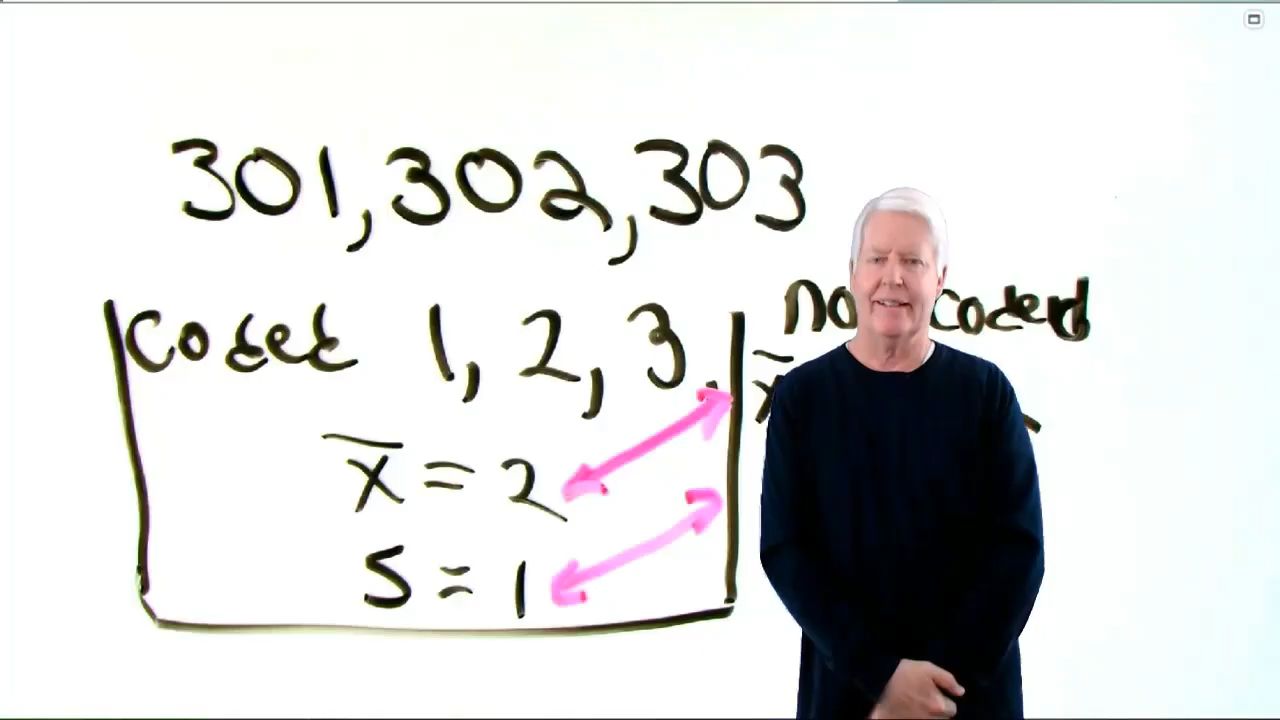 301, 302, 303
coded 1, 2, 3
x̄ = 2
S = 1
coded